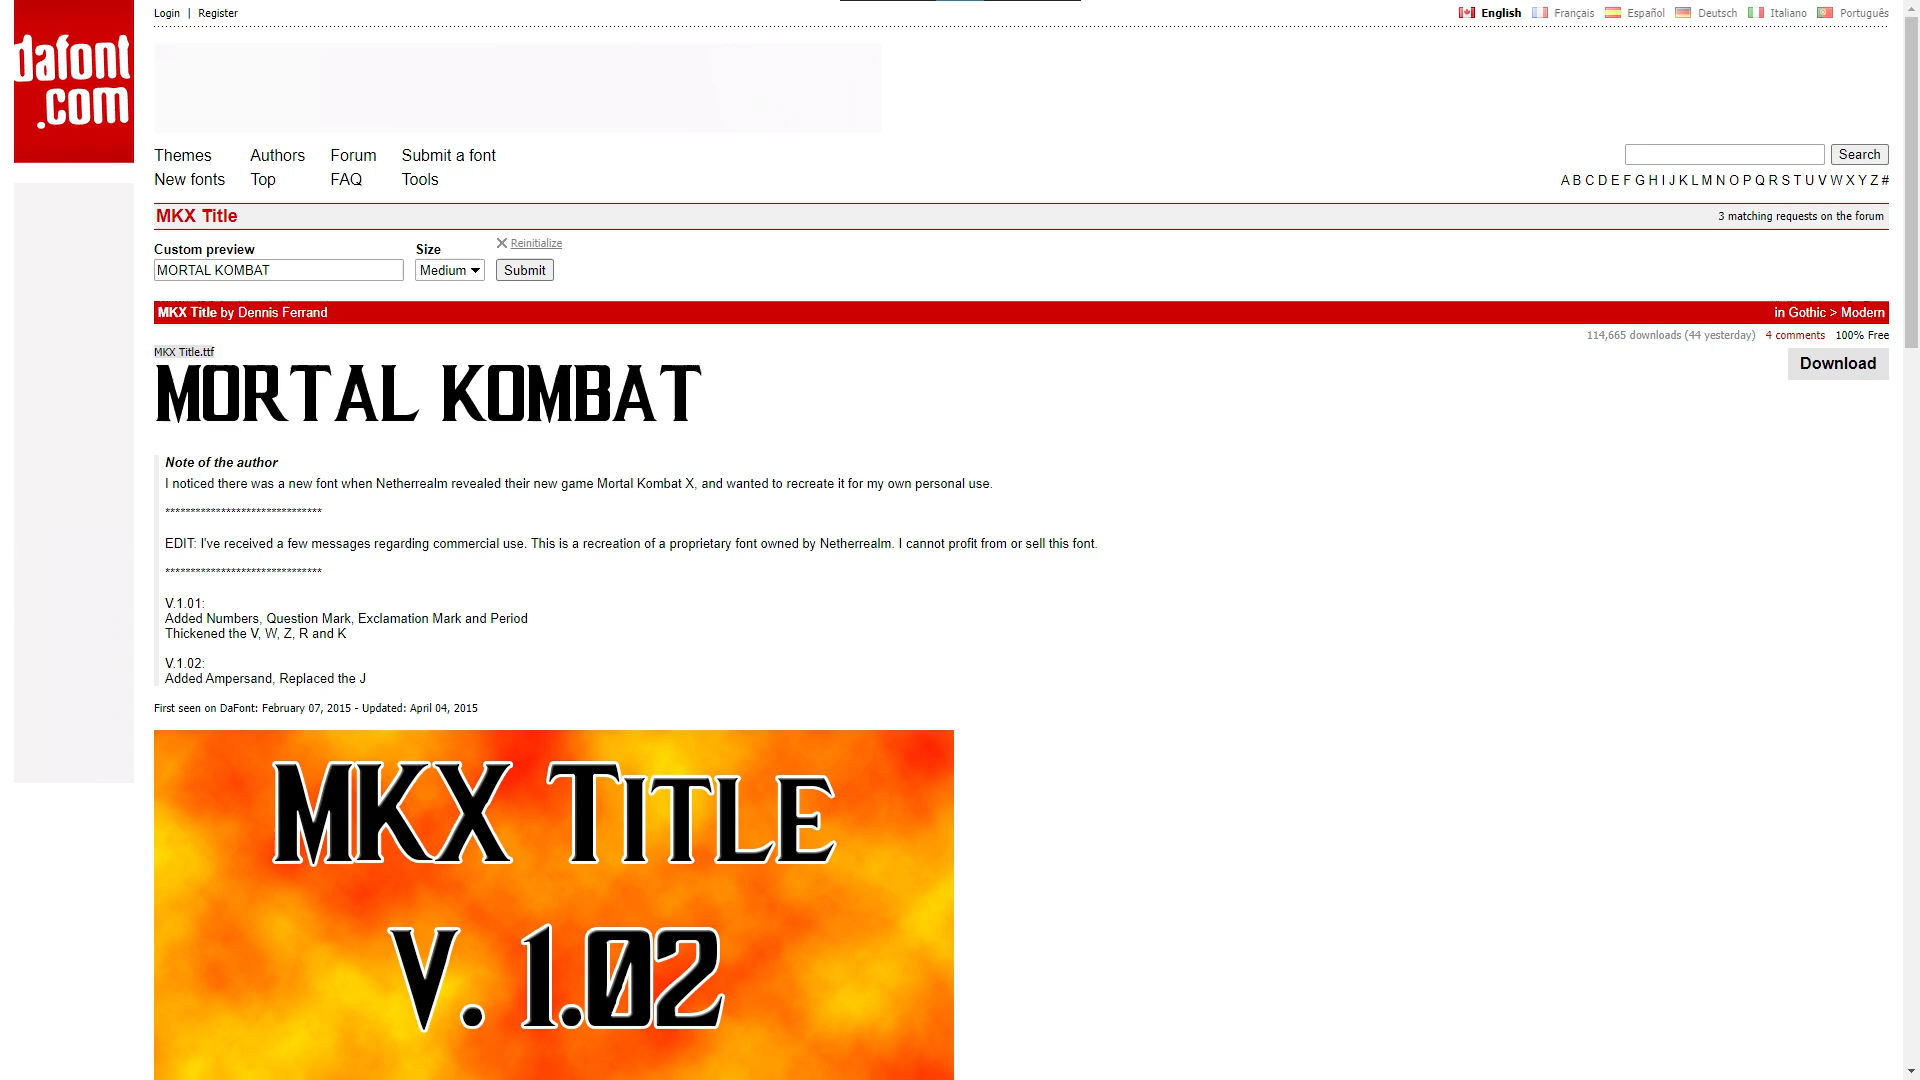 Login | Register
English Français Español Deutsch Italiano Português
dafont
.com
Themes Authors Forum Submit a font
Search
New fonts Top FAQ Tools
A B C D E F G H I J K L M N O P Q R S T U V W X Y Z #
MKX Title
3 matching requests on the forum
Custom preview Size Reinitialize
MORTAL KOMBAT Medium Submit
MKX Title by Dennis Ferrand
in Gothic > Modern
114,665 downloads (44 yesterday) 4 comments 100% Free
MKX Title.ttf
Download
MORTAL KOMBAT
Note of the author
I noticed there was a new font when Netherrealm revealed their new game Mortal Kombat X, and wanted to recreate it for my own personal use.
*******************************
EDIT: I've received a few messages regarding commercial use. This is a recreation of a proprietary font owned by Netherrealm. I cannot profit from or sell this font.
*******************************
V.1.01:
Added Numbers, Question Mark, Exclamation Mark and Period
Thickened the V, W, Z, R and K
V.1.02:
Added Ampersand, Replaced the J
First seen on DaFont: February 07, 2015 - Updated: April 04, 2015
MKX Title
V. 1.02